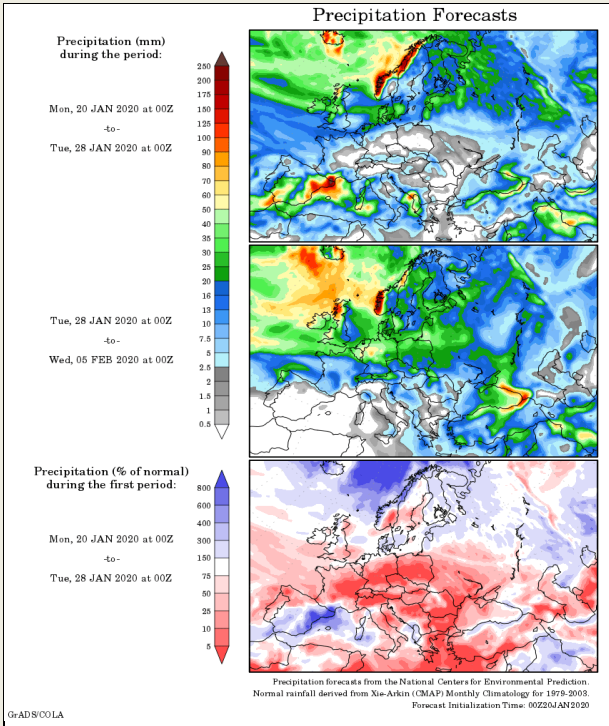 Precipitation Forecasts
Precipitation (mm)
during the period:
Mon, 20 JAN 2020 at 00Z
-to-
Tue, 28 JAN 2020 at 00Z
250
200
175
150
125
100
90
80
70
60
50
40
35
30
25
20
16
13
10
7.5
5
2.5
2
1.5
1
0.5
Tue, 28 JAN 2020 at 00Z
-to-
Wed, 05 FEB 2020 at 00Z
Precipitation (% of normal)
during the first period:
Mon, 20 JAN 2020 at 00Z
-to-
Tue, 28 JAN 2020 at 00Z
800
600
400
300
150
75
50
25
10
5
Precipitation forecasts from the National Centers for Environmental Prediction.
Normal rainfall derived from Xie-Arkin (CMAP) Monthly Climatology for 1979-2003.
Forecast Initialization Time: 00Z20JAN2020
GrADS/COLA